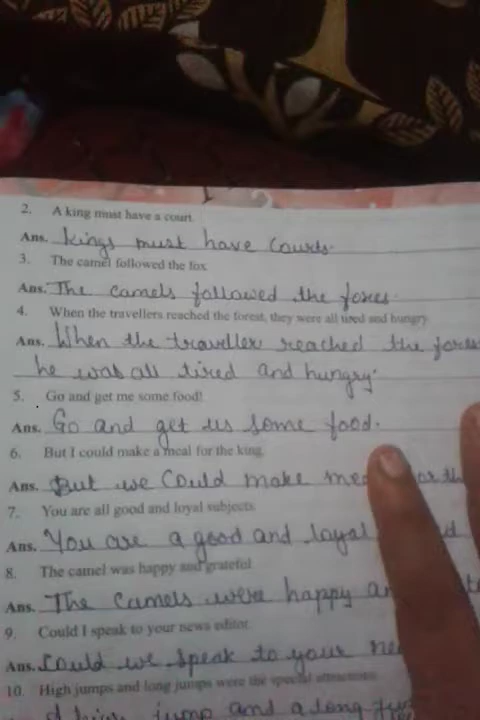 2. A king must have a court.
Ans. Kings must have Courts.
3. The camel followed the fox
Ans. The camels followed the foxes.
4. When the travellers reached the forest, they were all tired and hungry.
Ans. When the traveller reached the
he was all tired and hungry.
5. Go and get me some food!
Ans. Go and get us some food.
6. But I could make a meal for the king.
Ans. But we Could make
7. You are all good and loyal subjects.
Ans. You are a good and loyal
8. The camel was happy and grateful
Ans. The Camels were happy
9. Could I speak to your news editor.
Ans. Could we speak to your
10. High jumps and long jumps were the special attractions.
jump and a long